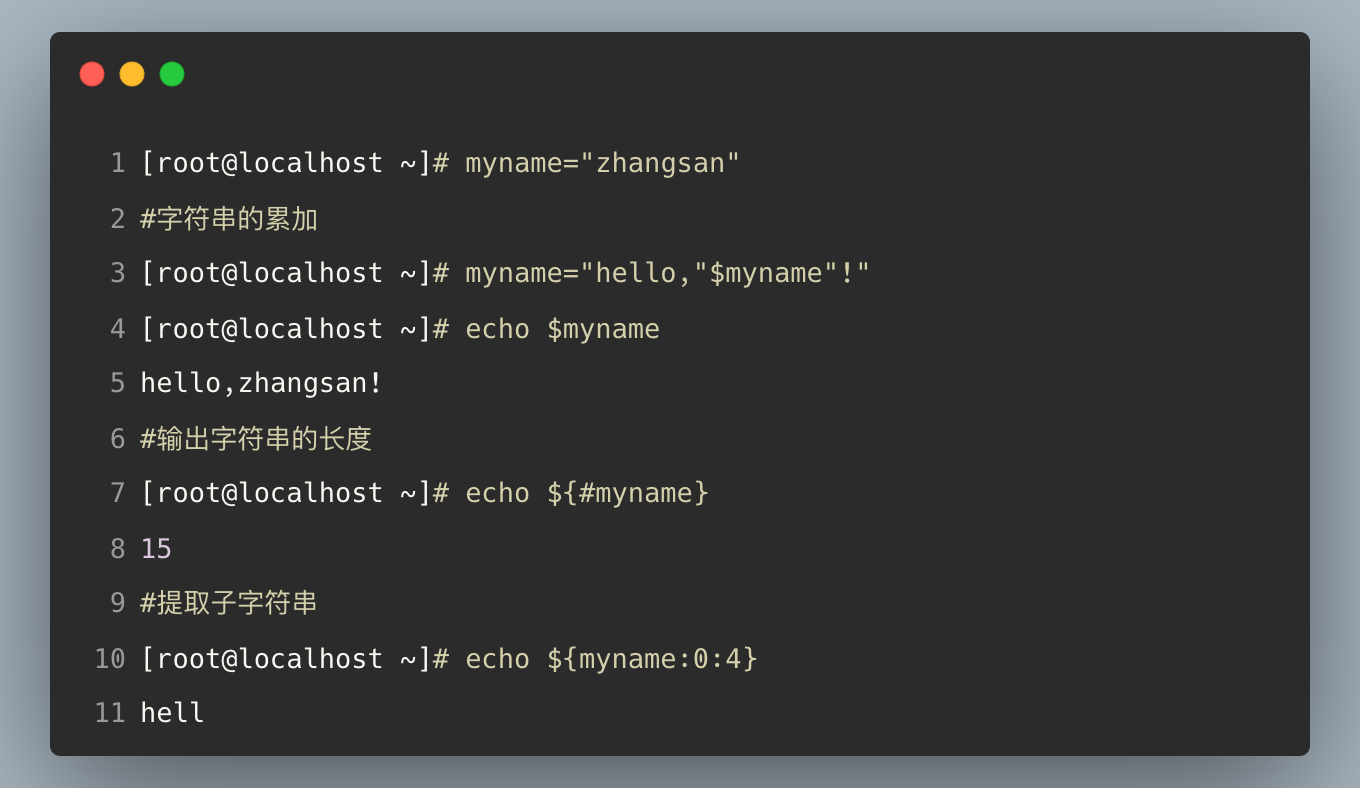 1 [root@localhost ~]# myname="zhangsan"
2 #字符串的累加
3 [root@localhost ~]# myname="hello,"$myname"!"
4 [root@localhost ~]# echo $myname
5 hello,zhangsan!
6 #输出字符串的长度
7 [root@localhost ~]# echo ${#myname}
8 15
9 #提取子字符串
10 [root@localhost ~]# echo ${myname:0:4}
11 hell